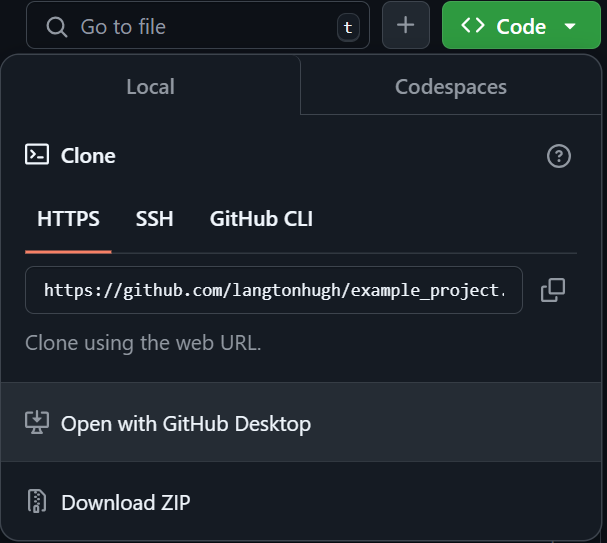 Go to file t + <> Code
Local Codespaces
Clone ?
HTTPS SSH GitHub CLI
https://github.com/langtonhugh/example_project.
Clone using the web URL.
Open with GitHub Desktop
Download ZIP